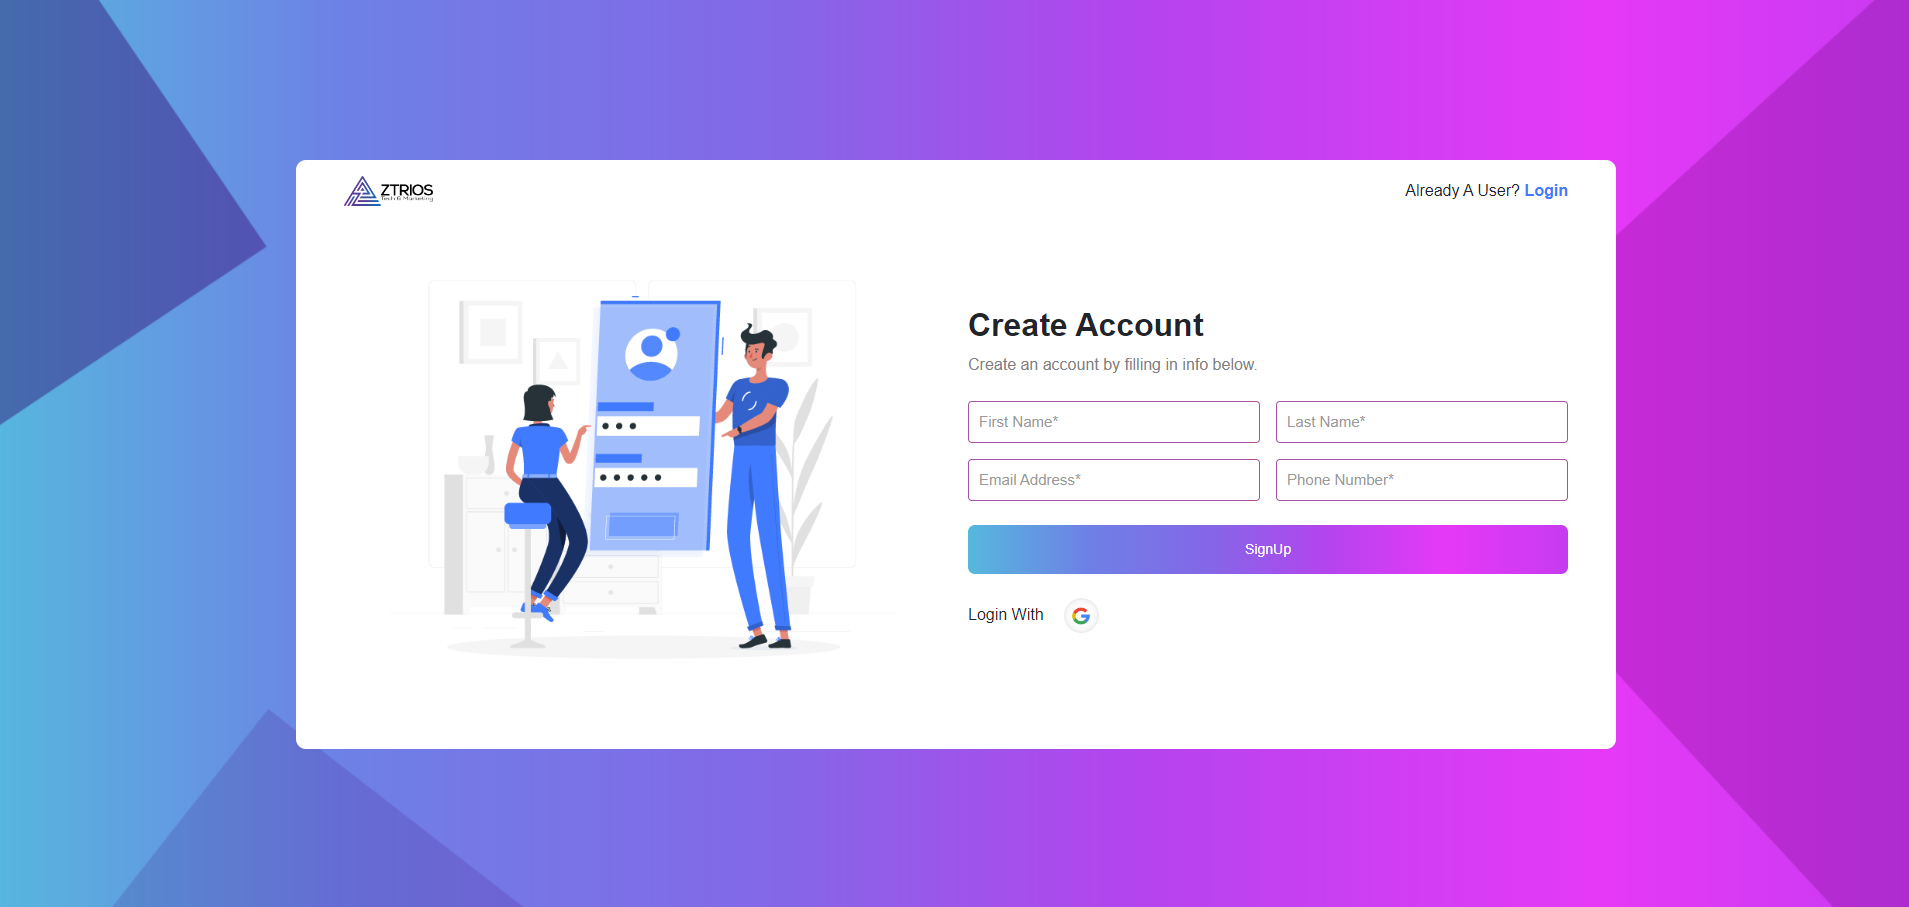 ZTRIOS
Tech & Marketing
Already A User? Login
Create Account
Create an account by filling in info below.
First Name* Last Name*
Email Address* Phone Number*
SignUp
Login With